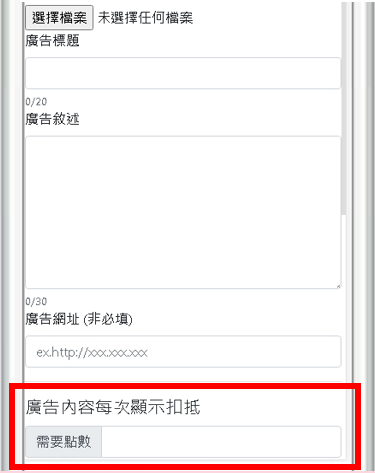 選擇檔案 未選擇任何檔案
廣告標題
0/20
廣告敘述
0/30
廣告網址 (非必填)
ex.http://xxx.xxx.xxx
廣告內容每次顯示扣抵
需要點數